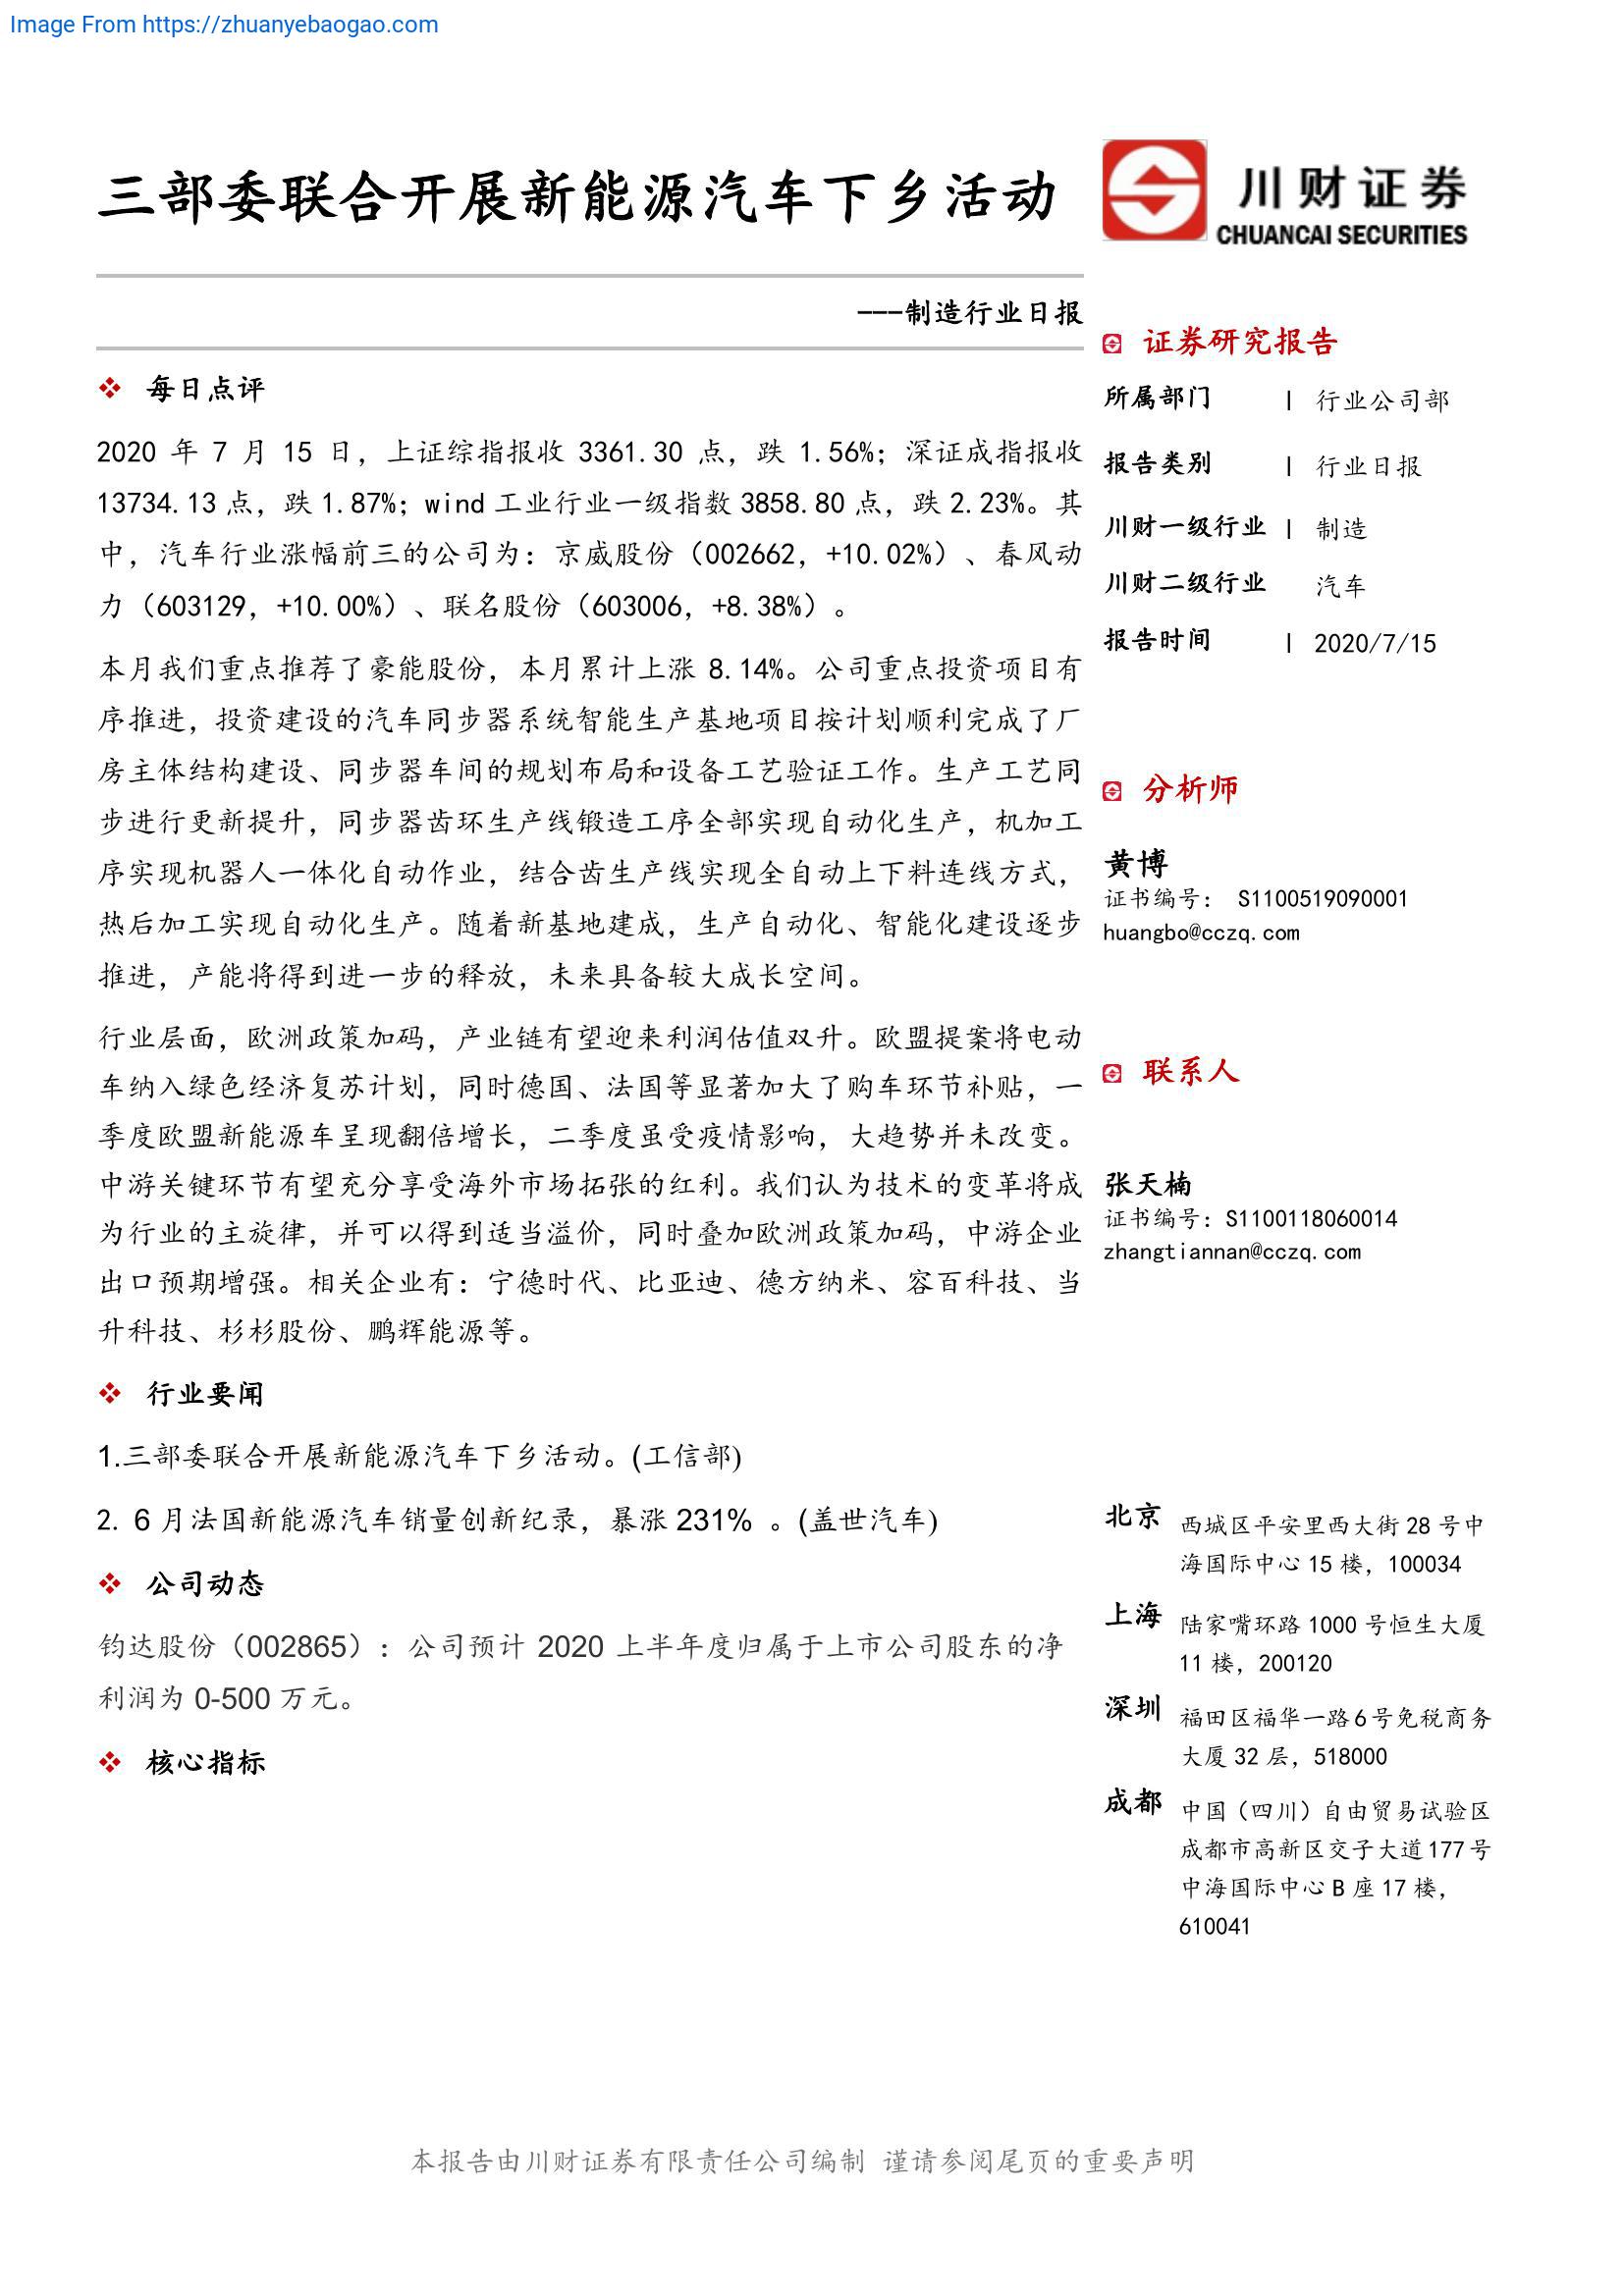 Image From https://zhuanyebaogao.com
三部委联合开展新能源汽车下乡活动
川财证券
CHUANCAI SECURITIES
---制造行业日报
每日点评
2020 年 7 月 15 日，上证综指报收 3361.30 点，跌 1.56%；深证成指报收
13734.13 点，跌 1.87%；wind 工业行业一级指数 3858.80 点，跌 2.23%。其
中，汽车行业涨幅前三的公司为：京威股份（002662，+10.02%）、春风动
力（603129，+10.00%）、联名股份（603006，+8.38%）。
本月我们重点推荐了豪能股份，本月累计上涨 8.14%。公司重点投资项目有
序推进，投资建设的汽车同步器系统智能生产基地项目按计划顺利完成了厂
房主体结构建设、同步器车间的规划布局和设备工艺验证工作。生产工艺同
步进行更新提升，同步器齿环生产线锻造工序全部实现自动化生产，机加工
序实现机器人一体化自动作业，结合齿生产线实现全自动上下料连线方式，
热后加工实现自动化生产。随着新基地建成，生产自动化、智能化建设逐步
推进，产能将得到进一步的释放，未来具备较大成长空间。
行业层面，欧洲政策加码，产业链有望迎来利润估值双升。欧盟提案将电动
车纳入绿色经济复苏计划，同时德国、法国等显著加大了购车环节补贴，一
季度欧盟新能源车呈现翻倍增长，二季度虽受疫情影响，大趋势并未改变。
中游关键环节有望充分享受海外市场拓张的红利。我们认为技术的变革将成
为行业的主旋律，并可以得到适当溢价，同时叠加欧洲政策加码，中游企业
出口预期增强。相关企业有：宁德时代、比亚迪、德方纳米、容百科技、当
升科技、杉杉股份、鹏辉能源等。
行业要闻
1.三部委联合开展新能源汽车下乡活动。(工信部)
2. 6 月法国新能源汽车销量创新纪录，暴涨 231% 。(盖世汽车)
公司动态
钧达股份（002865）：公司预计 2020 上半年度归属于上市公司股东的净
利润为 0-500 万元。
核心指标
证券研究报告
所属部门 | 行业公司部
报告类别 | 行业日报
川财一级行业 | 制造
川财二级行业 汽车
报告时间 | 2020/7/15
分析师
黄博
证书编号： S1100519090001
huangbo@cczq.com
联系人
张天楠
证书编号：S1100118060014
zhangtiannan@cczq.com
北京 西城区平安里西大街 28 号中
海国际中心 15 楼，100034
上海 陆家嘴环路 1000 号恒生大厦
11 楼，200120
深圳 福田区福华一路 6 号免税商务
大厦 32 层，518000
成都 中国（四川）自由贸易试验区
成都市高新区交子大道 177 号
中海国际中心 B 座 17 楼，
610041
本报告由川财证券有限责任公司编制 谨请参阅尾页的重要声明